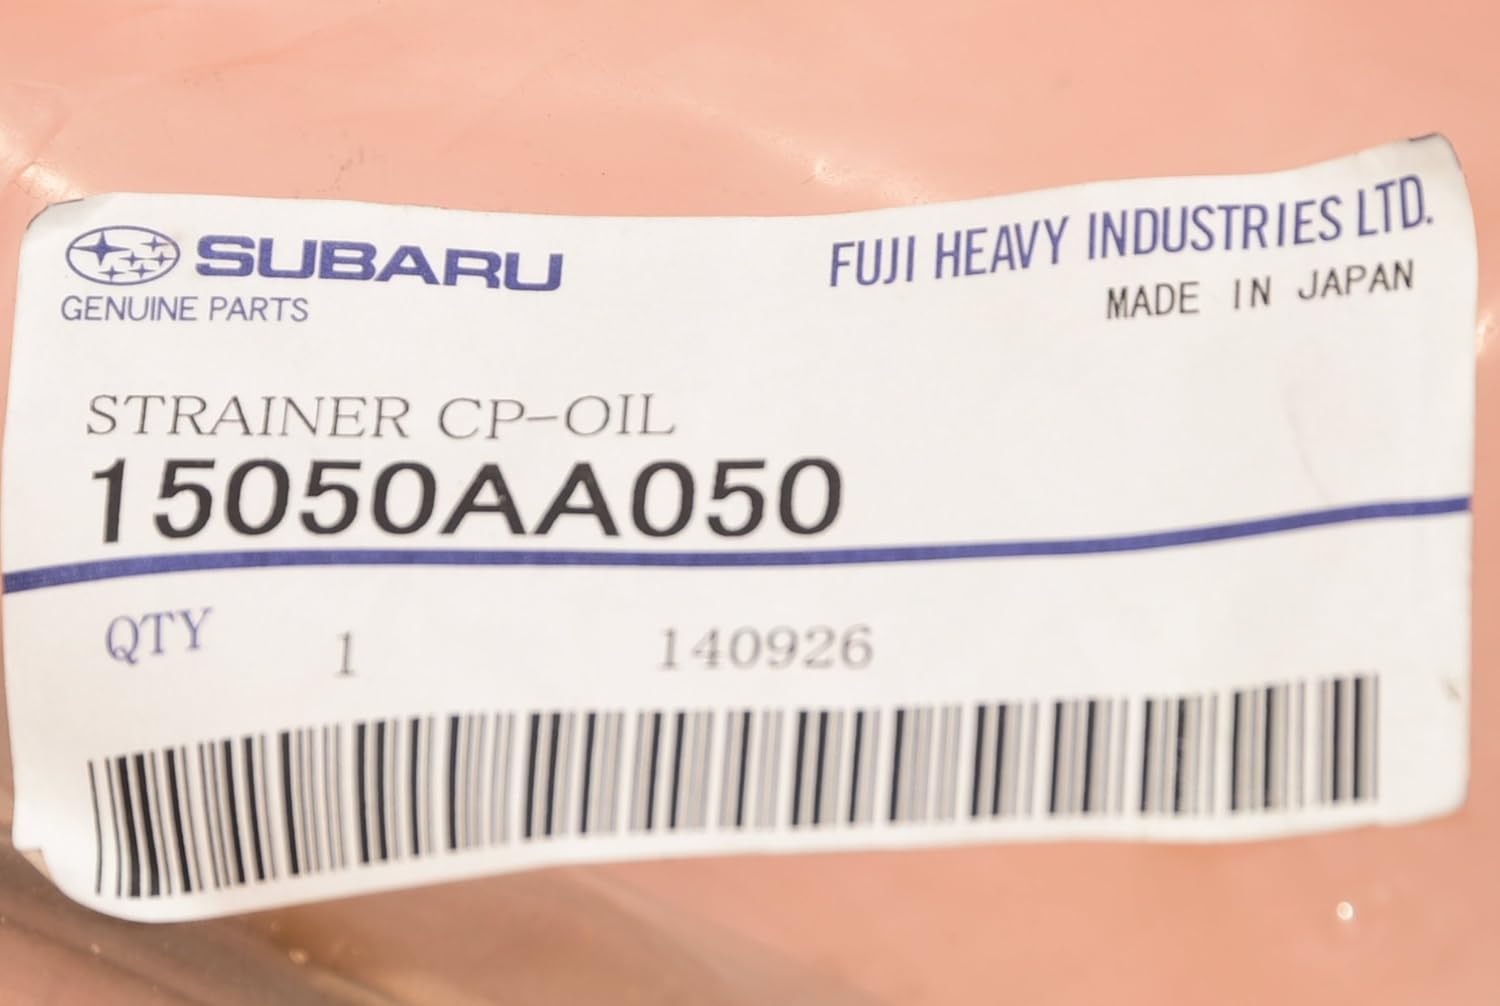 SUBARU
GENUINE PARTS
FUJI HEAVY INDUSTRIES LTD.
MADE IN JAPAN
STRAINER CP-OIL
15050AA050
QTY 1 140926